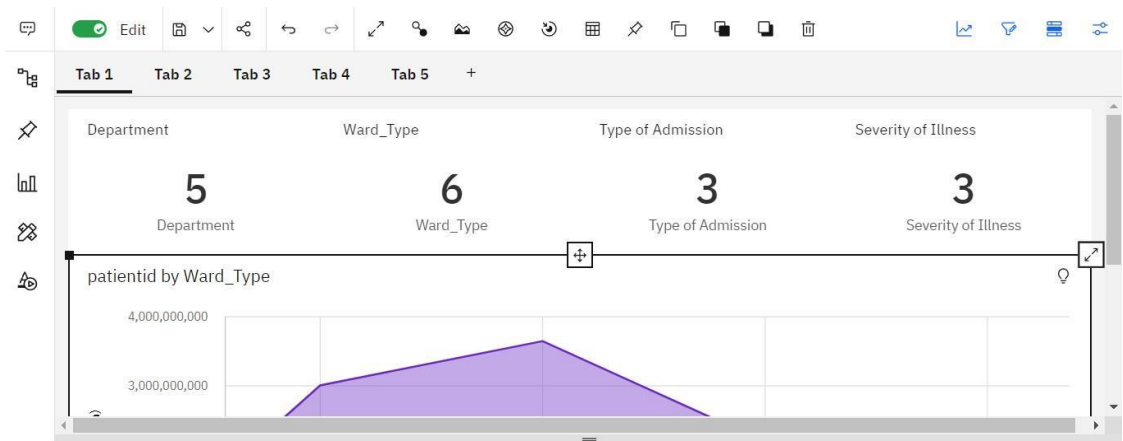 Edit
Tab 1 Tab 2 Tab 3 Tab 4 Tab 5 +
Department Ward_Type Type of Admission Severity of Illness
5 6 3 3
Department Ward_Type Type of Admission Severity of Illness
patientid by Ward_Type
4,000,000,000
3,000,000,000